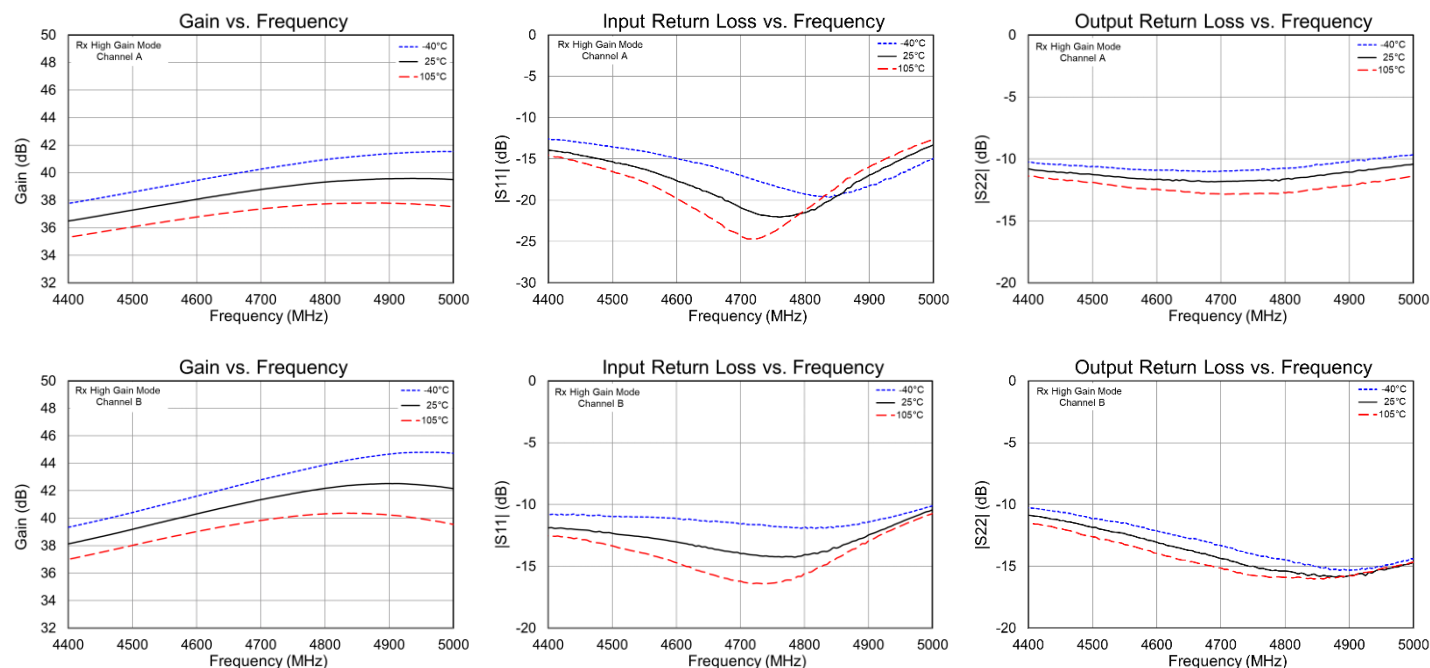 Gain vs. Frequency
Rx High Gain Mode
Channel A
-40°C
25°C
105°C
Gain (dB)
50
48
46
44
42
40
38
36
34
32
4400 4500 4600 4700 4800 4900 5000
Frequency (MHz)
Input Return Loss vs. Frequency
Rx High Gain Mode
Channel A
-40°C
25°C
105°C
|S11| (dB)
0
-5
-10
-15
-20
-25
-30
4400 4500 4600 4700 4800 4900 5000
Frequency (MHz)
Output Return Loss vs. Frequency
Rx High Gain Mode
Channel A
-40°C
25°C
105°C
|S22| (dB)
0
-5
-10
-15
-20
4400 4500 4600 4700 4800 4900 5000
Frequency (MHz)
Gain vs. Frequency
Rx High Gain Mode
Channel B
-40°C
25°C
105°C
Gain (dB)
50
48
46
44
42
40
38
36
34
32
4400 4500 4600 4700 4800 4900 5000
Frequency (MHz)
Input Return Loss vs. Frequency
Rx High Gain Mode
Channel B
-40°C
25°C
105°C
|S11| (dB)
0
-5
-10
-15
-20
4400 4500 4600 4700 4800 4900 5000
Frequency (MHz)
Output Return Loss vs. Frequency
Rx High Gain Mode
Channel B
-40°C
25°C
105°C
|S22| (dB)
0
-5
-10
-15
-20
4400 4500 4600 4700 4800 4900 5000
Frequency (MHz)